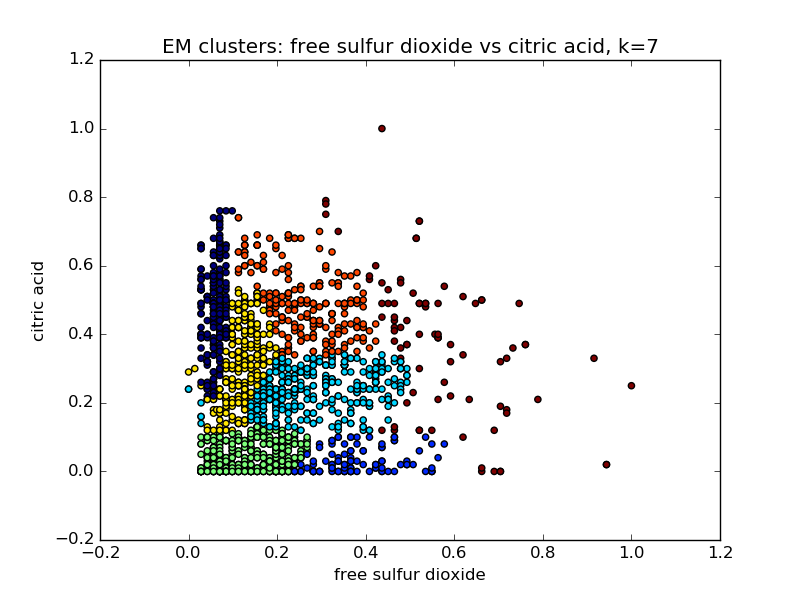 EM clusters: free sulfur dioxide vs citric acid, k=7
1.2
1.0
0.8
0.6
0.4
0.2
0.0
−0.2
citric acid
−0.2 0.0 0.2 0.4 0.6 0.8 1.0 1.2
free sulfur dioxide